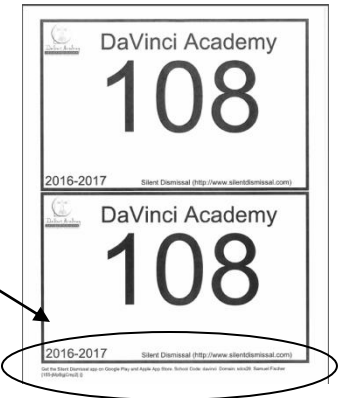 DaVinci Academy
108
2016-2017 Silent Dismissal (http://www.silentdismissal.com)
DaVinci Academy
108
2016-2017 Silent Dismissal (http://www.silentdismissal.com)
Get the Silent Dismissal app on Google Play and Apple App Store. School Code: davinci Domain: Samuel Fischer